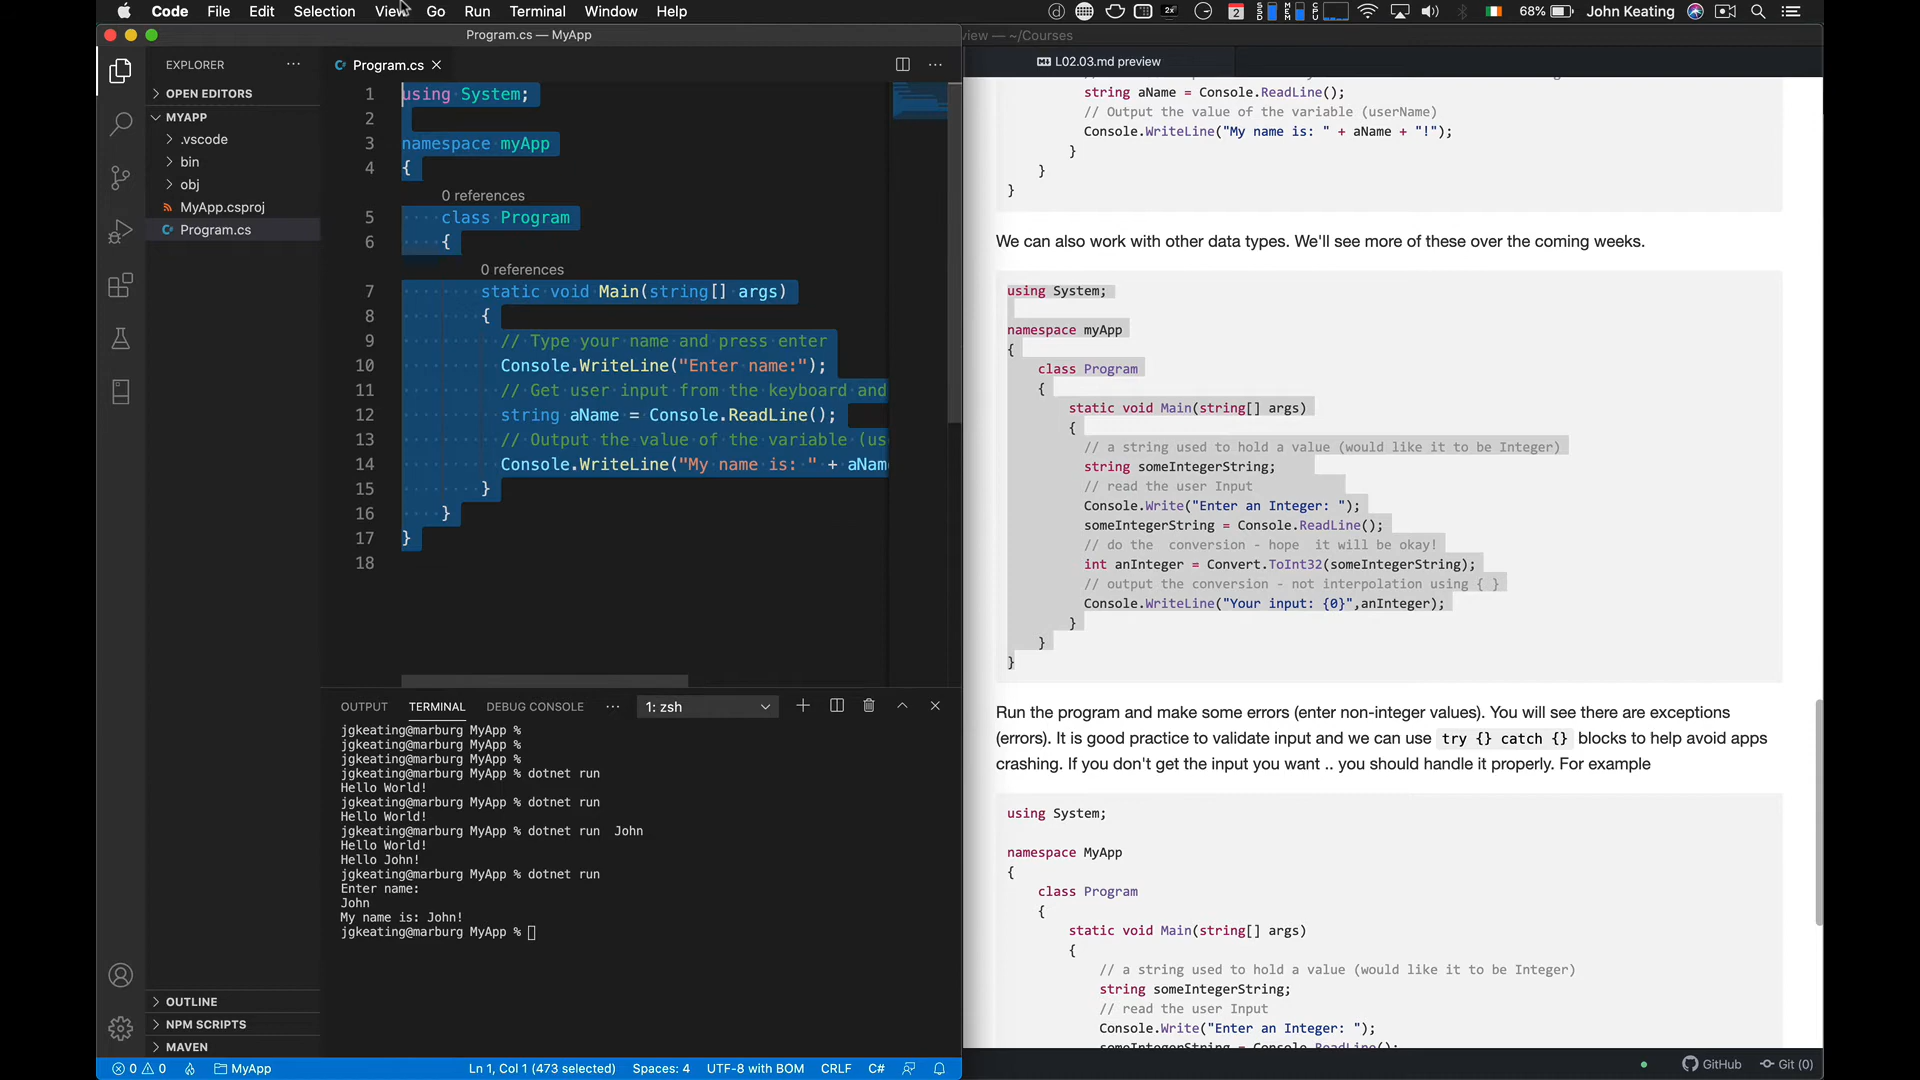 Code File Edit Selection View Go Run Terminal Window Help
2 2x SSD MEM CPU 68% John Keating
Program.cs — MyApp
view — ~/Courses
EXPLORER
Program.cs
OPEN EDITORS
MYAPP
.vscode
bin
obj
MyApp.csproj
Program.cs
OUTLINE
NPM SCRIPTS
MAVEN
1 using System;
2
3 namespace myApp
4 {
0 references
5 class Program
6 {
0 references
7 static void Main(string[] args)
8 {
9 // Type your name and press enter
10 Console.WriteLine("Enter name:");
11 // Get user input from the keyboard and
12 string aName = Console.ReadLine();
13 // Output the value of the variable (us
14 Console.WriteLine("My name is: " + aNam
15 }
16 }
17 }
18
OUTPUT TERMINAL DEBUG CONSOLE 1: zsh
jgkeating@marburg MyApp %
jgkeating@marburg MyApp %
jgkeating@marburg MyApp %
jgkeating@marburg MyApp % dotnet run
Hello World!
jgkeating@marburg MyApp % dotnet run
Hello World!
jgkeating@marburg MyApp % dotnet run  John
Hello World!
Hello John!
jgkeating@marburg MyApp % dotnet run
Enter name:
John
My name is: John!
jgkeating@marburg MyApp %
0 0 MyApp Ln 1, Col 1 (473 selected) Spaces: 4 UTF-8 with BOM CRLF C#
L02.03.md preview
string aName = Console.ReadLine();
// Output the value of the variable (userName)
Console.WriteLine("My name is: " + aName + "!");
}
}
}
We can also work with other data types. We'll see more of these over the coming weeks.
using System;
namespace myApp
{
class Program
{
static void Main(string[] args)
{
// a string used to hold a value (would like it to be Integer)
string someIntegerString;
// read the user Input
Console.Write("Enter an Integer: ");
someIntegerString = Console.ReadLine();
// do the  conversion - hope  it will be okay!
int anInteger = Convert.ToInt32(someIntegerString);
// output the conversion - not interpolation using { }
Console.WriteLine("Your input: {0}",anInteger);
}
}
}
Run the program and make some errors (enter non-integer values). You will see there are exceptions
(errors). It is good practice to validate input and we can use try {} catch {} blocks to help avoid apps
crashing. If you don't get the input you want .. you should handle it properly. For example
using System;
namespace MyApp
{
class Program
{
static void Main(string[] args)
{
// a string used to hold a value (would like it to be Integer)
string someIntegerString;
// read the user Input
Console.Write("Enter an Integer: ");
someIntegerString = Console.ReadLine();
GitHub Git (0)